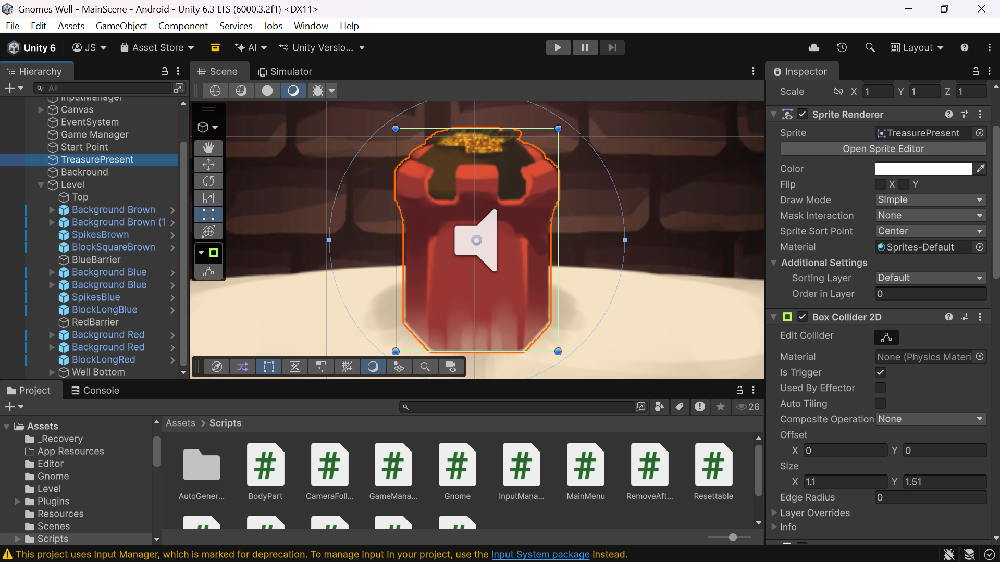 Gnomes Well - MainScene - Android - Unity 6.3 LTS (6000.3.2f1) <DX11>
File Edit Assets GameObject Component Services Jobs Window Help
Unity 6 JS Asset Store AI Unity Versio... Layout
Hierarchy
All
InputManager
Canvas
EventSystem
Game Manager
Start Point
TreasurePresent
Backround
Level
Top
Background Brown
Background Brown (1
SpikesBrown
BlockSquareBrown
BlueBarrier
Background Blue
Background Blue
SpikesBlue
BlockLongBlue
RedBarrier
Background Red
Background Red
BlockLongRed
Well Bottom
Scene Simulator
Inspector
Scale X 1 Y 1 Z 1
Sprite Renderer
Sprite TreasurePresent
Open Sprite Editor
Color
Flip X Y
Draw Mode Simple
Mask Interaction None
Sprite Sort Point Center
Material Sprites-Default
Additional Settings
Sorting Layer Default
Order in Layer 0
Box Collider 2D
Edit Collider
Material None (Physics Materi
Is Trigger
Used By Effector
Auto Tiling
Composite Operation None
Offset
X 0 Y 0
Size
X 1.1 Y 1.51
Edge Radius 0
Layer Overrides
Info
Project Console
26
Assets
_Recovery
App Resources
Editor
Gnome
Level
Plugins
Resources
Scenes
Scripts
Assets > Scripts
AutoGener... BodyPart CameraFoll... GameMana... Gnome InputMana... MainMenu RemoveAft... Resettable
This project uses Input Manager, which is marked for deprecation. To manage input in your project, use the Input System package instead.